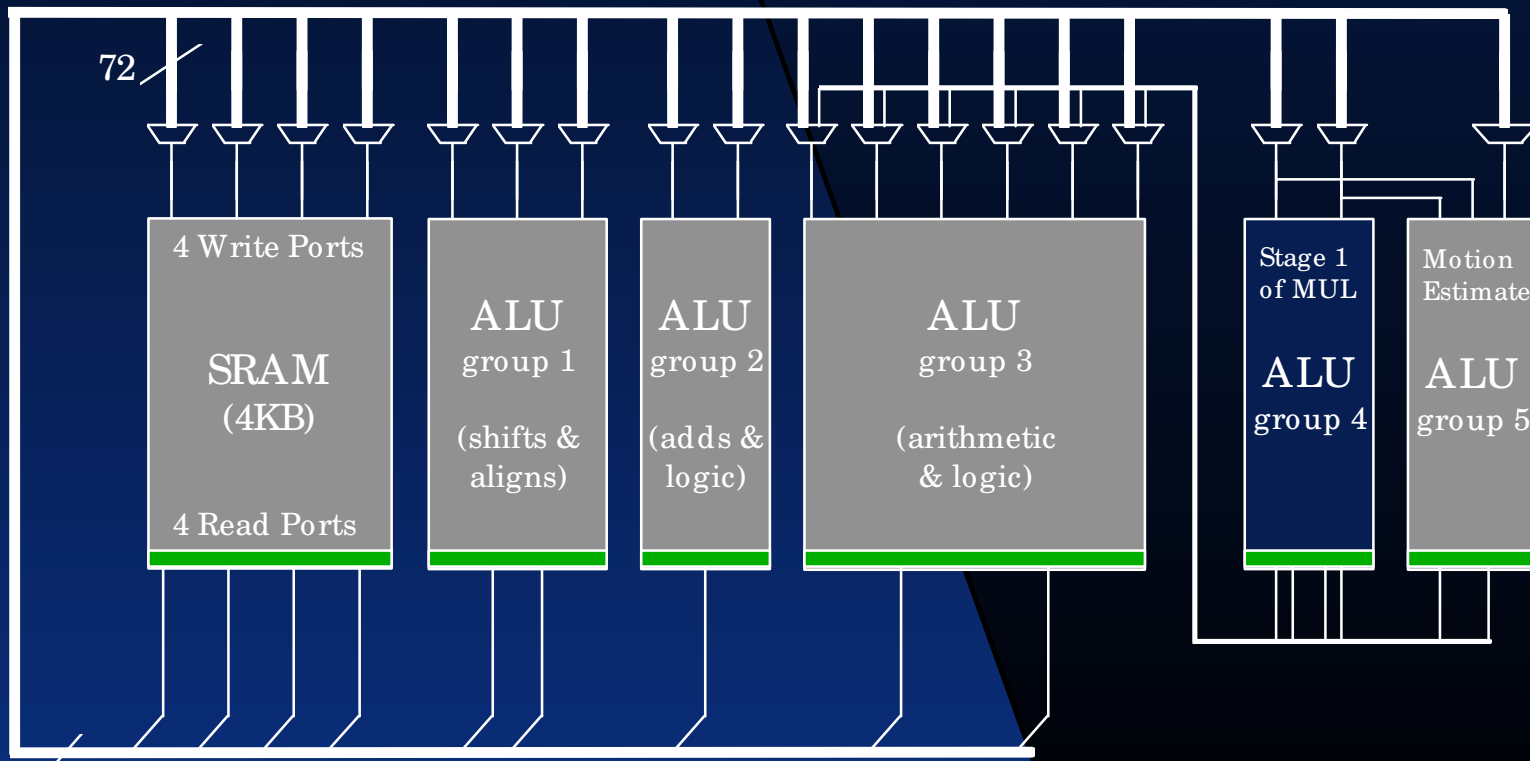 72
4 Write Ports
SRAM
(4KB)
4 Read Ports
ALU
group 1
(shifts &
aligns)
ALU
group 2
(adds &
logic)
ALU
group 3
(arithmetic
& logic)
Stage 1
of MUL
ALU
group 4
Motion
Estimate
ALU
group 5